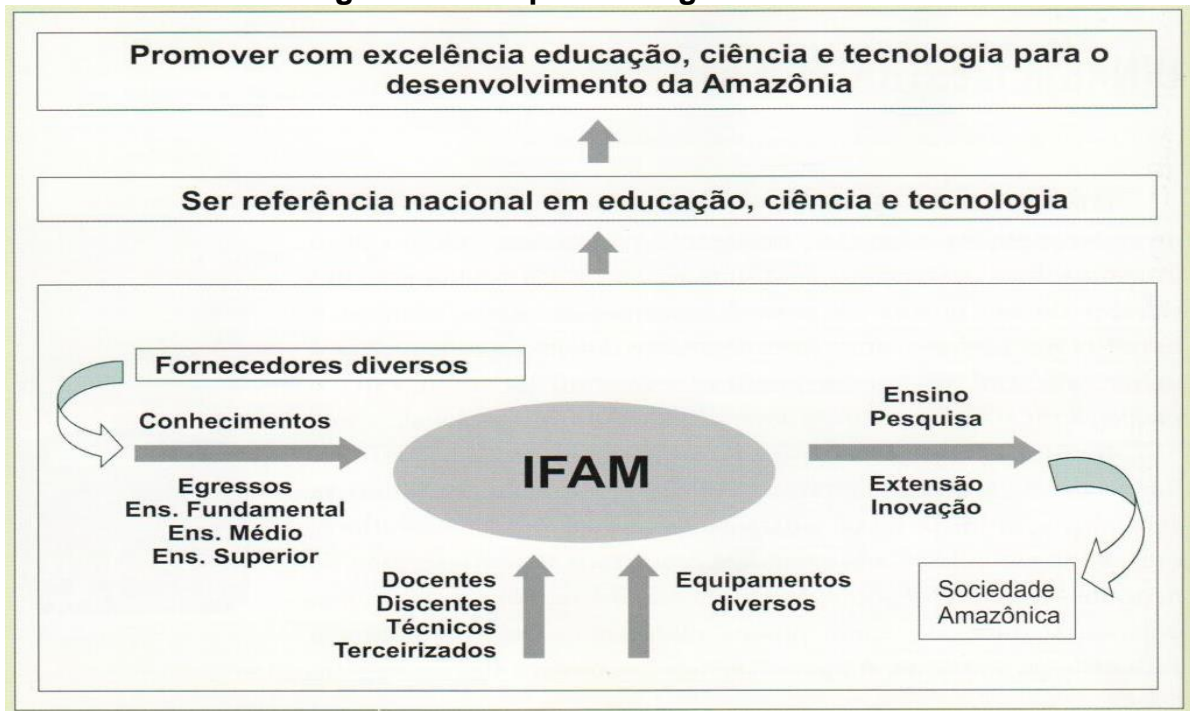 Promover com excelência educação, ciência e tecnologia para o
desenvolvimento da Amazônia
Ser referência nacional em educação, ciência e tecnologia
Fornecedores diversos
Conhecimentos
Egressos
Ens. Fundamental
Ens. Médio
Ens. Superior
IFAM
Ensino
Pesquisa
Extensão
Inovação
Docentes
Discentes
Técnicos
Terceirizados
Equipamentos
diversos
Sociedade
Amazônica